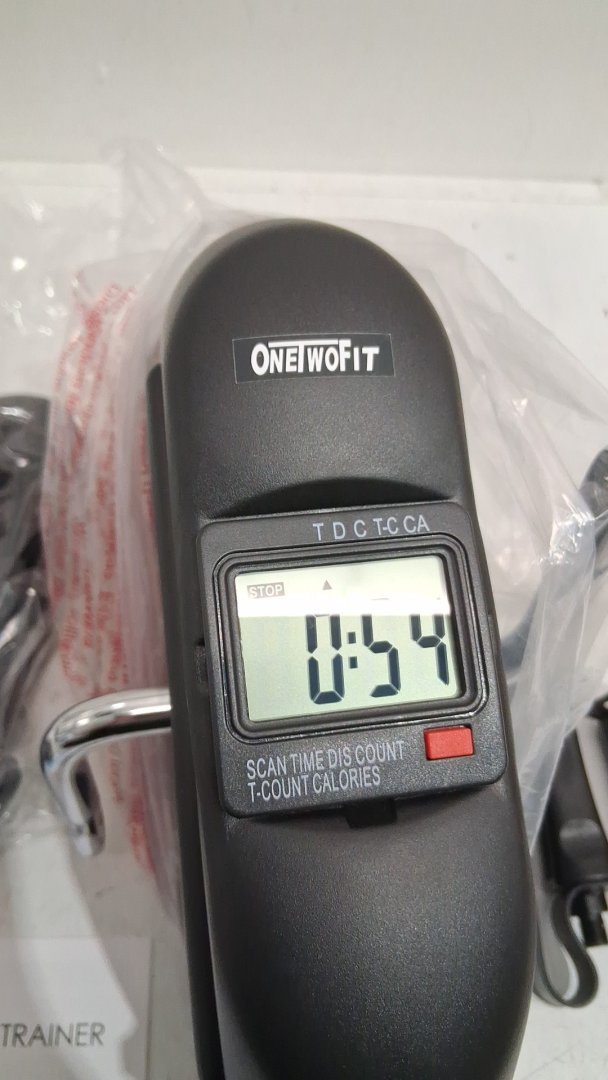 ONETWOFIT
T D C T-C CA
STOP
0:54
SCAN TIME DIS COUNT
T-COUNT CALORIES
TRAINER